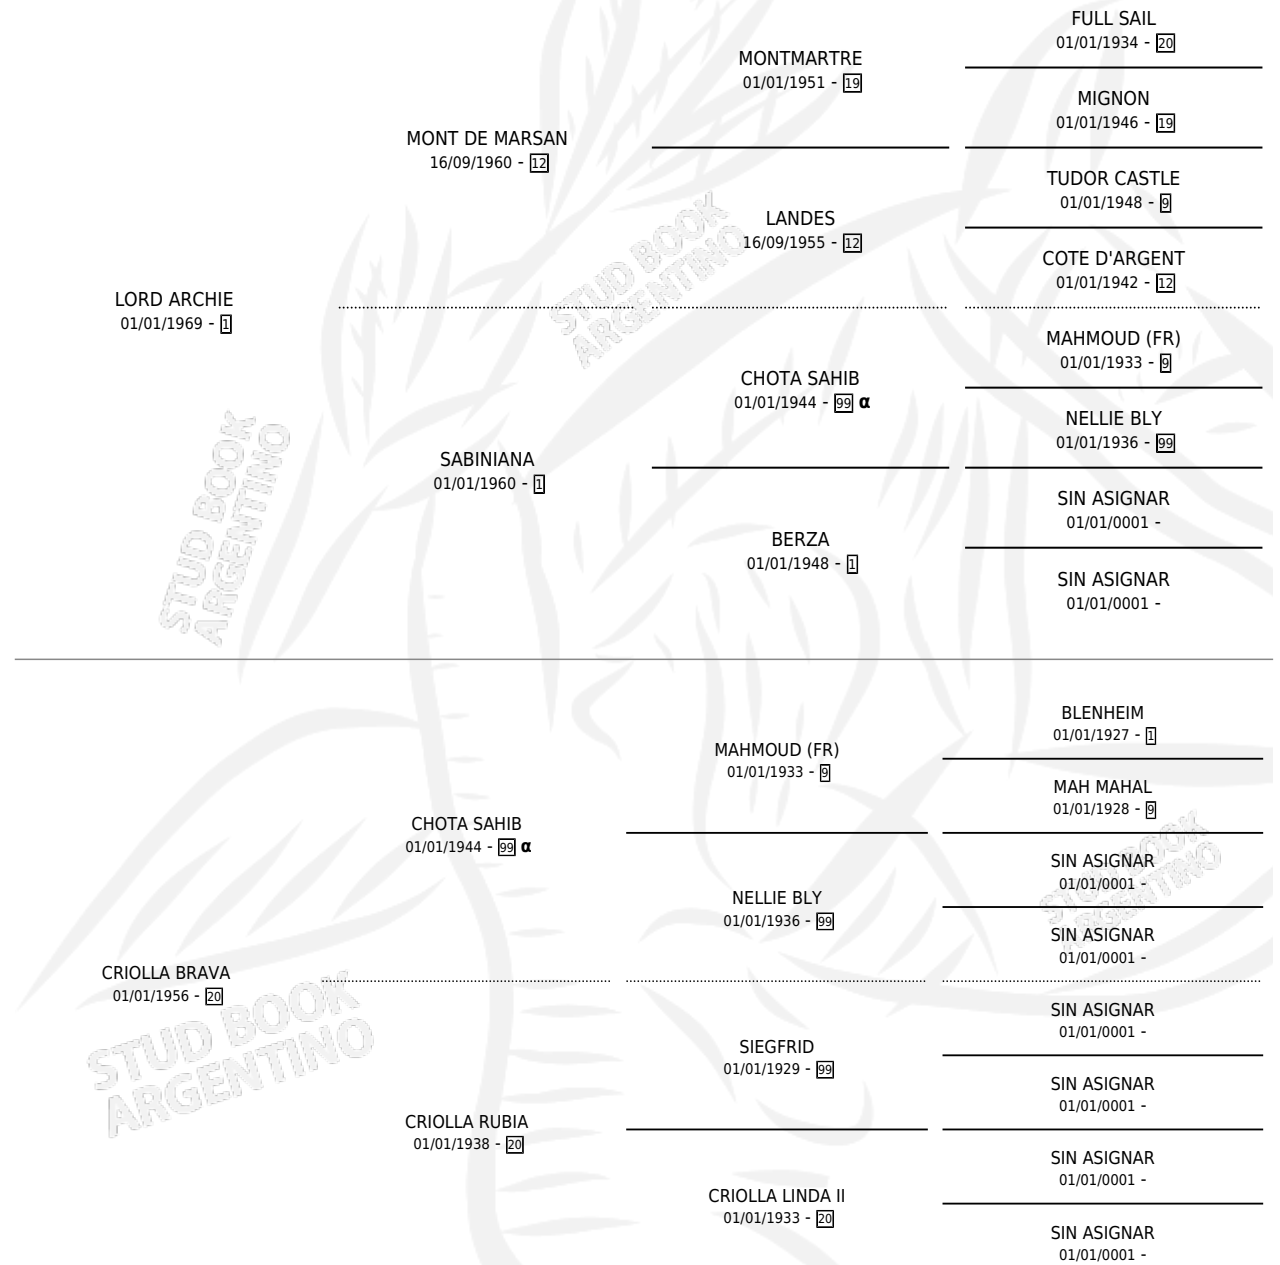 FULL SAIL
01/01/1934 - 20
MONTMARTRE
01/01/1951 - 19
MIGNON
01/01/1946 - 19
MONT DE MARSAN
16/09/1960 - 12
TUDOR CASTLE
01/01/1948 - 9
LANDES
16/09/1955 - 12
COTE D'ARGENT
01/01/1942 - 12
LORD ARCHIE
01/01/1969 - 1
MAHMOUD (FR)
01/01/1933 - 9
CHOTA SAHIB
01/01/1944 - 99 α
NELLIE BLY
01/01/1936 - 99
SABINIANA
01/01/1960 - 1
SIN ASIGNAR
01/01/0001 -
BERZA
01/01/1948 - 1
SIN ASIGNAR
01/01/0001 -
STUD BOOK
ARGENTINO
STUD BOOK
ARGENTINO
BLENHEIM
01/01/1927 - 1
MAHMOUD (FR)
01/01/1933 - 9
MAH MAHAL
01/01/1928 - 9
CHOTA SAHIB
01/01/1944 - 99 α
SIN ASIGNAR
01/01/0001 -
NELLIE BLY
01/01/1936 - 99
SIN ASIGNAR
01/01/0001 -
CRIOLLA BRAVA
01/01/1956 - 20
SIN ASIGNAR
01/01/0001 -
SIEGFRID
01/01/1929 - 99
SIN ASIGNAR
01/01/0001 -
CRIOLLA RUBIA
01/01/1938 - 20
SIN ASIGNAR
01/01/0001 -
CRIOLLA LINDA II
01/01/1933 - 20
SIN ASIGNAR
01/01/0001 -
STUD BOOK
ARGENTINO
STUD BOOK
ARGENTINO